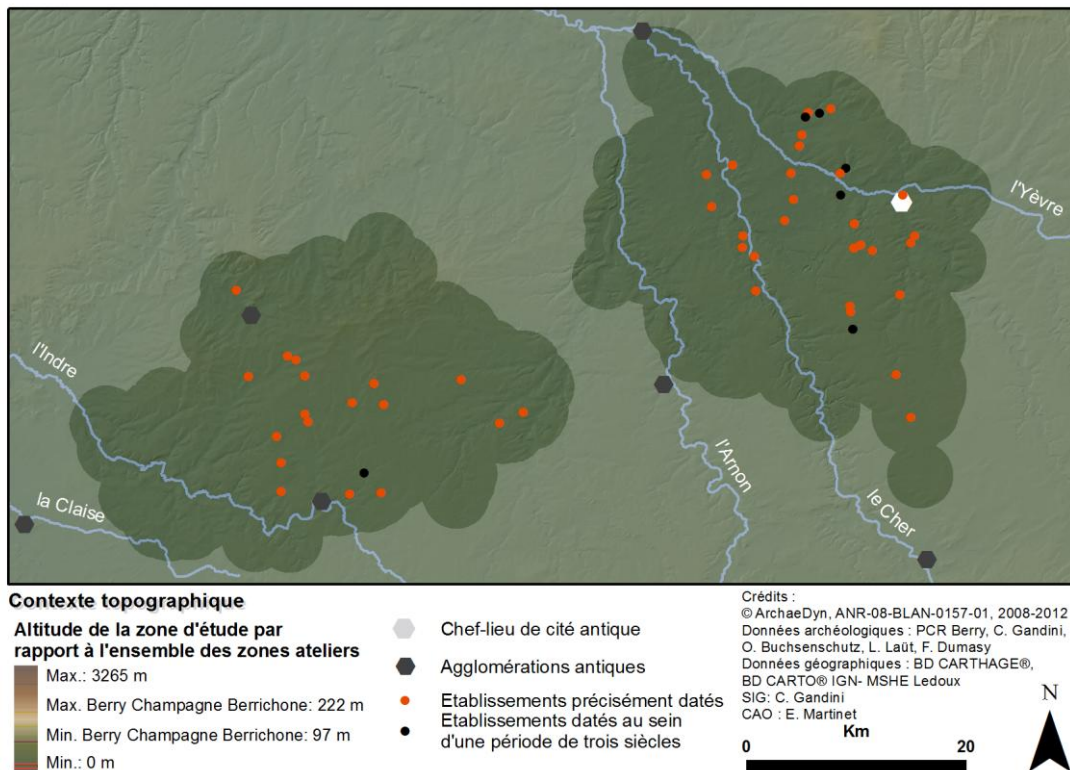 l'Yèvre
l'Indre
la Claise
l'Arnon
le Cher
Contexte topographique
Altitude de la zone d'étude par
rapport à l'ensemble des zones ateliers
Max.: 3265 m
Max. Berry Champagne Berrichone: 222 m
Min. Berry Champagne Berrichone: 97 m
Min.: 0 m
Chef-lieu de cité antique
Agglomérations antiques
Etablissements précisément datés
Etablissements datés au sein
d'une période de trois siècles
Crédits :
© ArchaeDyn, ANR-08-BLAN-0157-01, 2008-2012
Données archéologiques : PCR Berry, C. Gandini,
O. Buchsenschutz, L. Laüt, F. Dumasy
Données géographiques : BD CARTHAGE®,
BD CARTO® IGN- MSHE Ledoux
SIG: C. Gandini
CAO : E. Martinet
Km
0 20
N